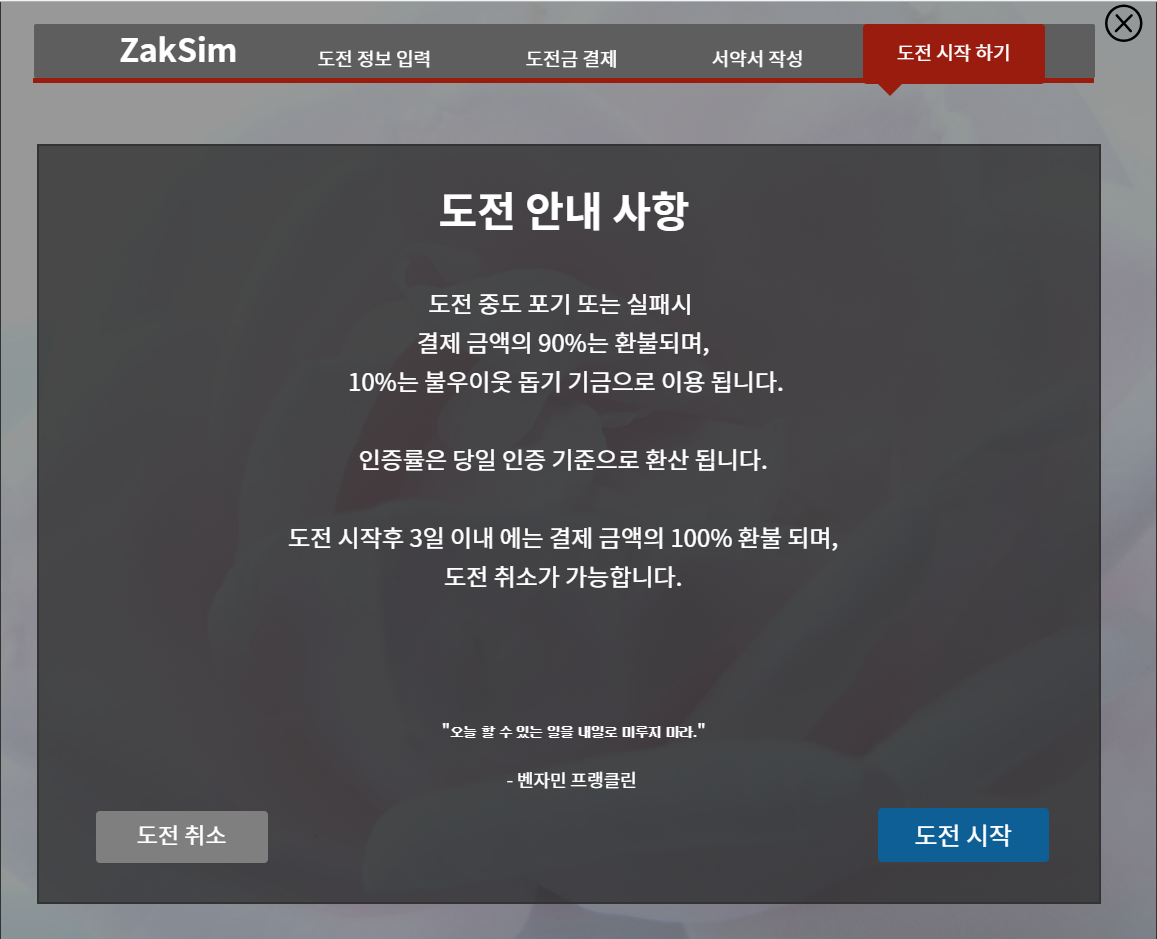 ZakSim
도전 정보 입력
도전금 결제
서약서 작성
도전 시작 하기
도전 안내 사항
도전 중도 포기 또는 실패시
결제 금액의 90%는 환불되며,
10%는 불우이웃 돕기 기금으로 이용 됩니다.
인증률은 당일 인증 기준으로 환산 됩니다.
도전 시작후 3일 이내 에는 결제 금액의 100% 환불 되며,
도전 취소가 가능합니다.
"오늘 할 수 있는 일을 내일로 미루지 마라."
- 벤자민 프랭클린
도전 취소
도전 시작